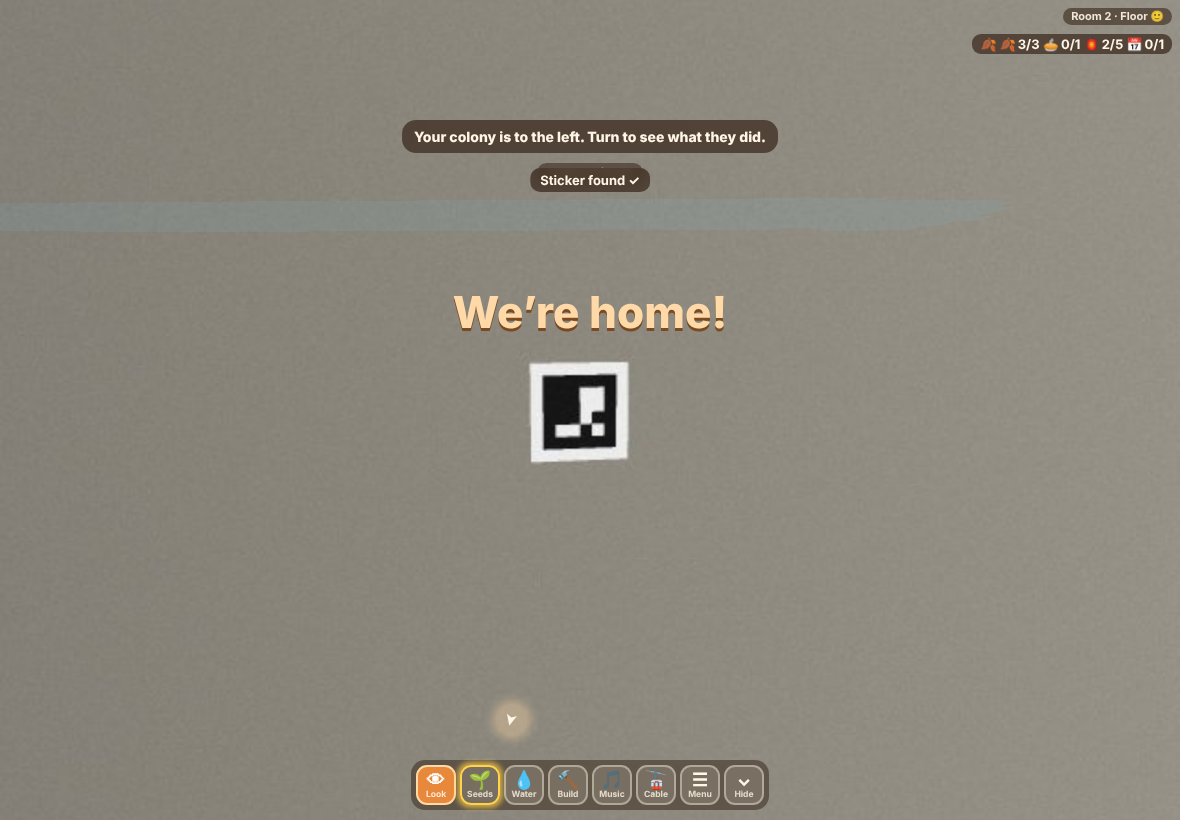 Room 2 · Floor 🙂
🍂 🍂 3/3 🥧 0/1 🧧 2/5 📅 0/1
Your colony is to the left. Turn to see what they did.
Sticker found ✓
We’re home!
Look Seeds Water Build Music Cable Menu Hide